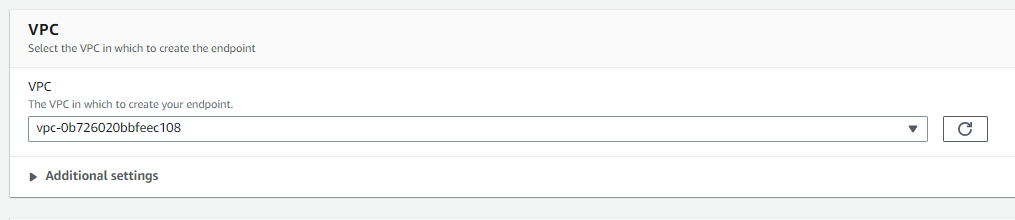 VPC
Select the VPC in which to create the endpoint
VPC
The VPC in which to create your endpoint.
vpc-0b726020bbfeec108
Additional settings